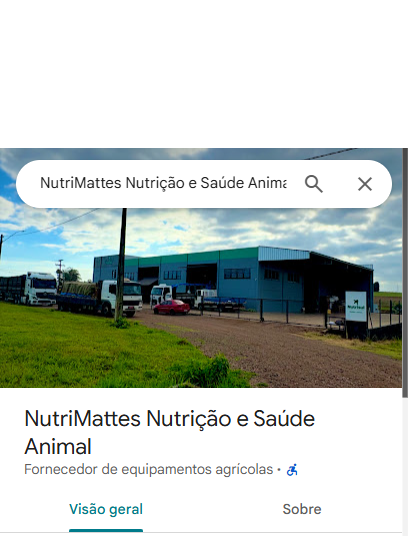 NutriMattes Nutrição e Saúde Anima
NutriMattes Nutrição e Saúde
Animal
Fornecedor de equipamentos agrícolas ·
Visão geral
Sobre